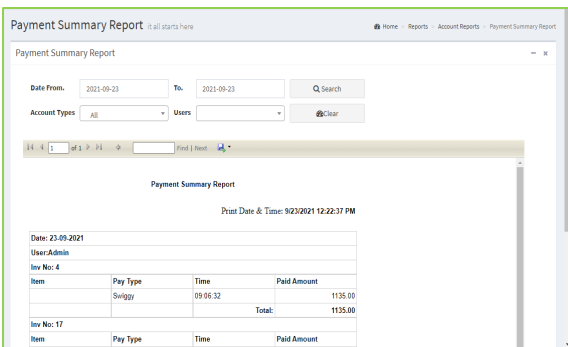 Payment Summary Report it all starts here
Home > Reports > Account Reports > Payment Summary Report
Payment Summary Report
Date From. 2021-09-23 To. 2021-09-23 Search
Account Types All Users Clear
1 of 1 Find | Next
Payment Summary Report
Print Date & Time: 9/23/2021 12:22:37 PM
Date: 23-09-2021
User:Admin
Inv No: 4
Item Pay Type Time Paid Amount
Swiggy 09:06:32 1135.00
Total: 1135.00
Inv No: 17
Item Pay Type Time Paid Amount